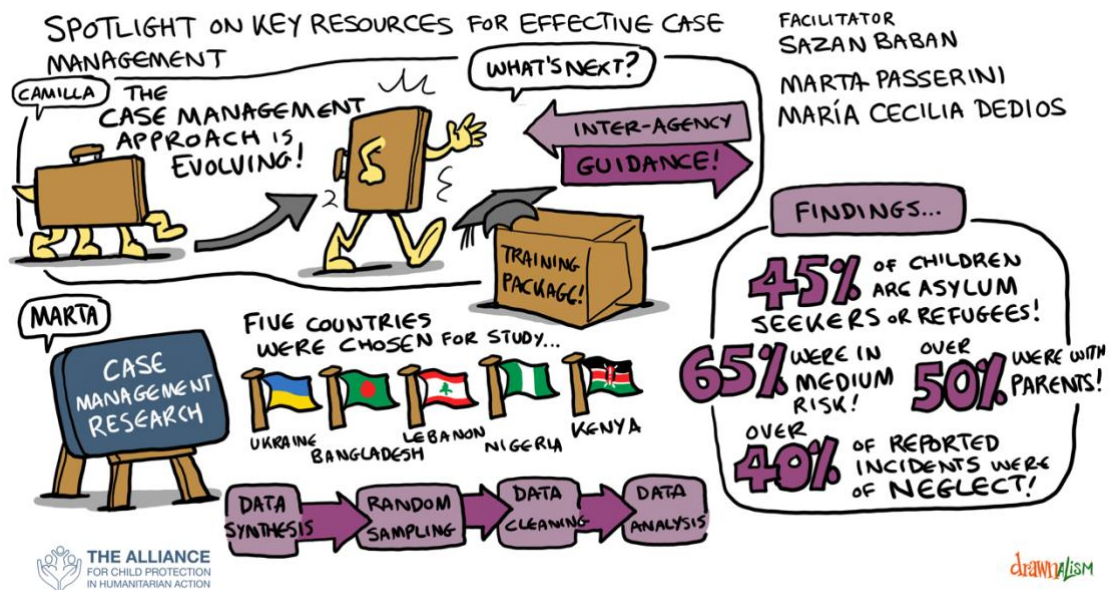 SPOTLIGHT ON KEY RESOURCES FOR EFFECTIVE CASE
MANAGEMENT
FACILITATOR
SAZAN BABAN
MARTA PASSERINI
MARÍA CECILIA DEDIOS
CAMILLA
THE
CASE MANAGEMENT
APPROACH IS
EVOLVING!
WHAT'S NEXT?
INTER-AGENCY
GUIDANCE!
TRAINING
PACKAGE!
MARTA
CASE
MANAGEMENT
RESEARCH
FIVE COUNTRIES
WERE CHOSEN FOR STUDY...
UKRAINE
BANGLADESH
LEBANON
NIGERIA
KENYA
DATA
SYNTHESIS
RANDOM
SAMPLING
DATA
CLEANING
DATA
ANALYSIS
FINDINGS...
45% OF CHILDREN
ARE ASYLUM
SEEKERS OR REFUGEES!
65% WERE IN
MEDIUM
RISK!
OVER
50% WERE WITH
PARENTS!
OVER
40% OF REPORTED
INCIDENTS WERE
OF NEGLECT!
THE ALLIANCE
FOR CHILD PROTECTION
IN HUMANITARIAN ACTION
drawnalism